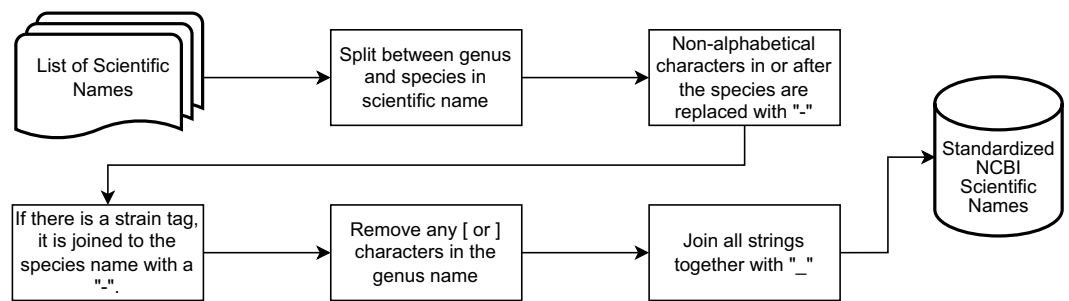 List of Scientific
Names
Split between genus
and species in
scientific name
Non-alphabetical
characters in or after
the species are
replaced with "-"
If there is a strain tag,
it is joined to the
species name with a
"-".
Remove any [ or ]
characters in the
genus name
Join all strings
together with "_"
Standardized
NCBI
Scientific
Names